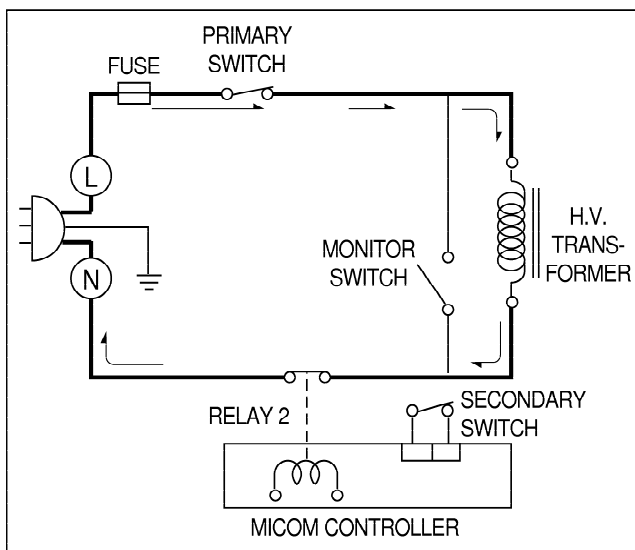 PRIMARY
SWITCH
FUSE
L
H.V.
TRANS-
FORMER
MONITOR
SWITCH
N
RELAY 2
SECONDARY
SWITCH
MICOM CONTROLLER